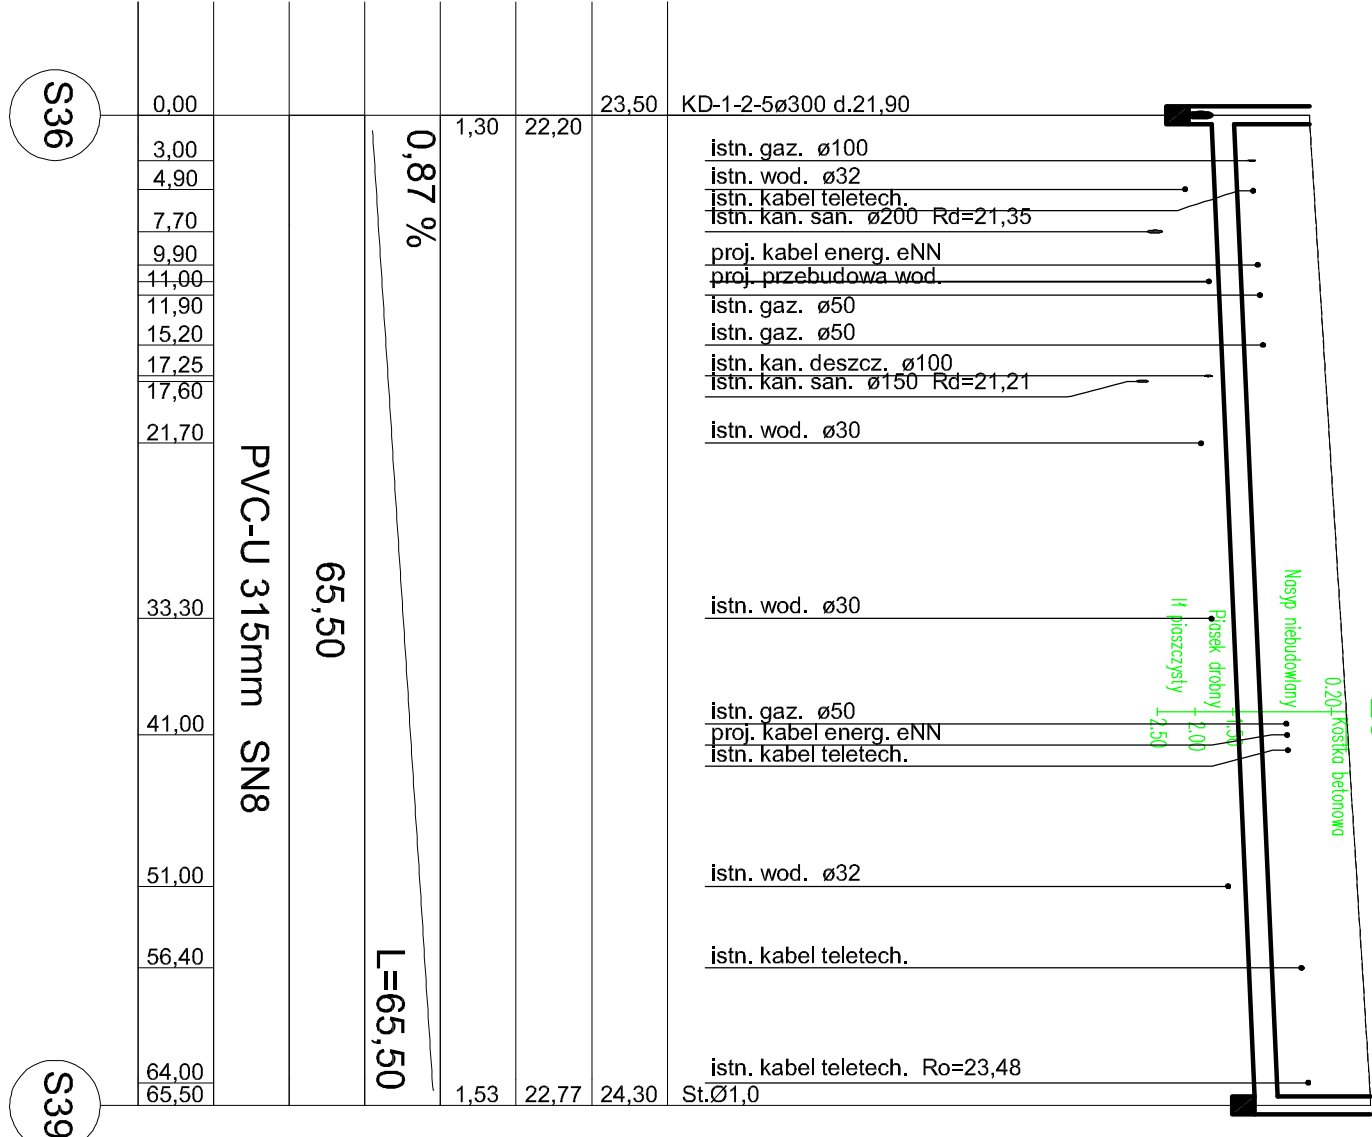 S36
0,00
23,50
KD-1-2-5ø300 d.21,90
1,30
22,20
0,87 %
3,00
istn. gaz. ø100
4,90
istn. wod. ø32
istn. kabel teletech.
7,70
istn. kan. san. ø200 Rd=21,35
9,90
proj. kabel energ. eNN
11,00
proj. przebudowa wod.
11,90
istn. gaz. ø50
15,20
istn. gaz. ø50
17,25
istn. kan. deszcz. ø100
17,60
istn. kan. san. ø150 Rd=21,21
21,70
istn. wod. ø30
PVC-U 315mm SN8
65,50
33,30
istn. wod. ø30
Ił piaszczysty
Piasek drobny
Nasyp niebudowlany
0.20
Kostka betonowa
2.50
2.00
1.50
41,00
istn. gaz. ø50
proj. kabel energ. eNN
istn. kabel teletech.
51,00
istn. wod. ø32
56,40
istn. kabel teletech.
L=65,50
64,00
istn. kabel teletech. Ro=23,48
65,50
1,53
22,77
24,30
St.Ø1,0
S39